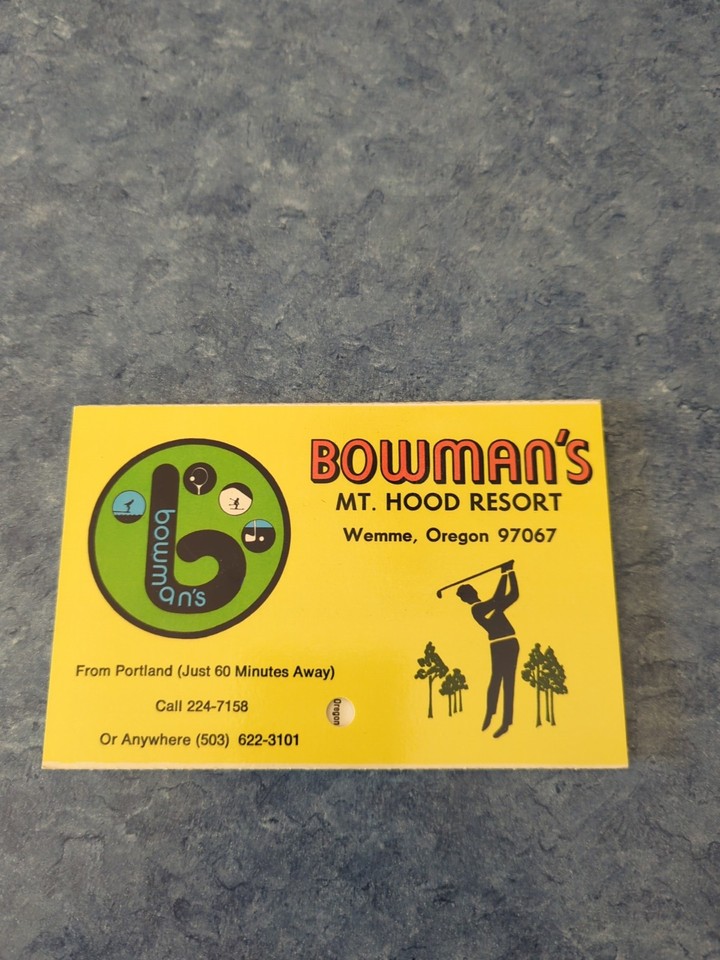 bowman's
BOWMAN'S
MT. HOOD RESORT
Wemme, Oregon 97067
From Portland (Just 60 Minutes Away)
Call 224-7158
Or Anywhere (503) 622-3101
Oregon